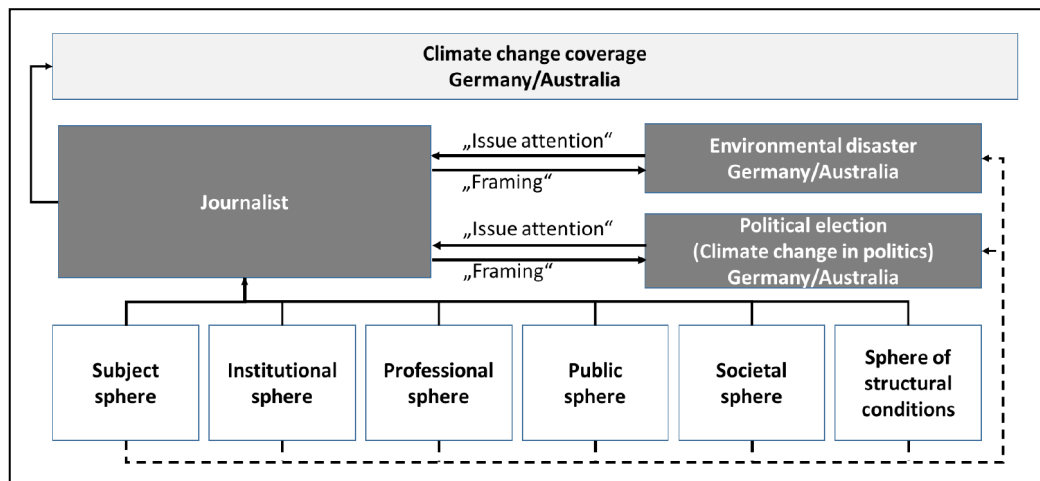 Climate change coverage
Germany/Australia
Journalist
„Issue attention“
„Framing“
Environmental disaster
Germany/Australia
„Issue attention“
„Framing“
Political election
(Climate change in politics)
Germany/Australia
Subject
sphere
Institutional
sphere
Professional
sphere
Public
sphere
Societal
sphere
Sphere of
structural
conditions